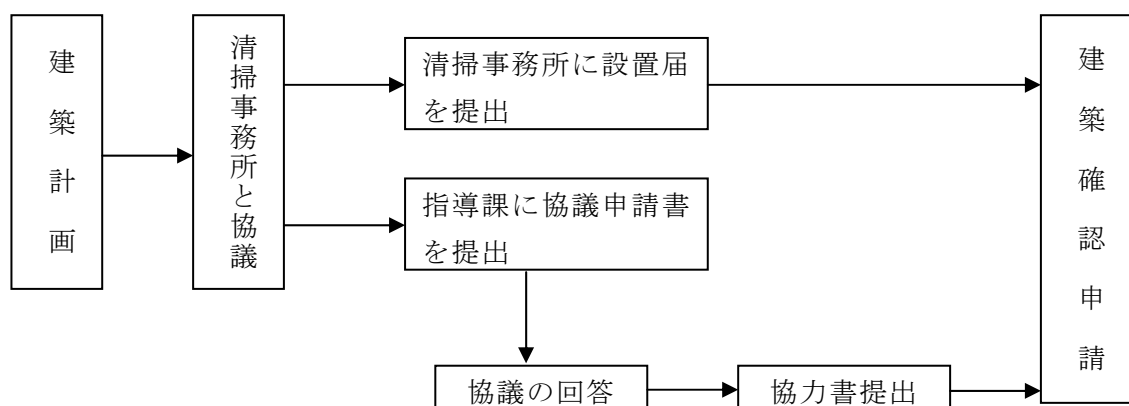 建築計画
清掃事務所と協議
清掃事務所に設置届
を提出
指導課に協議申請書
を提出
協議の回答
協力書提出
建築確認申請